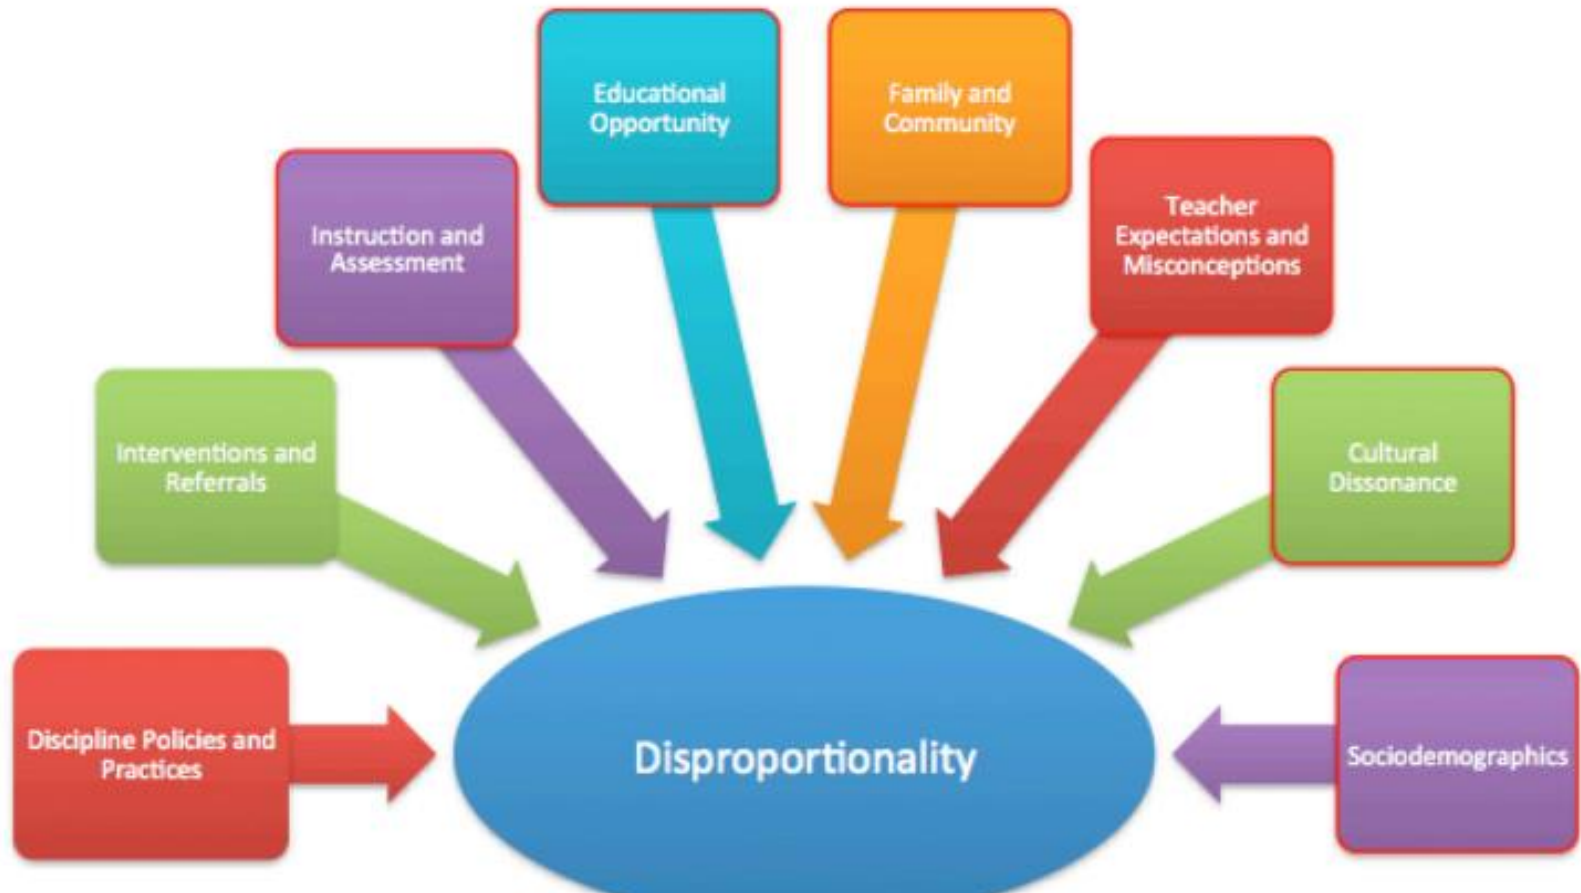 Educational
Opportunity
Family and
Community
Instruction and
Assessment
Teacher
Expectations and
Misconceptions
Interventions and
Referrals
Cultural
Dissonance
Discipline Policies and
Practices
Disproportionality
Sociodemographics